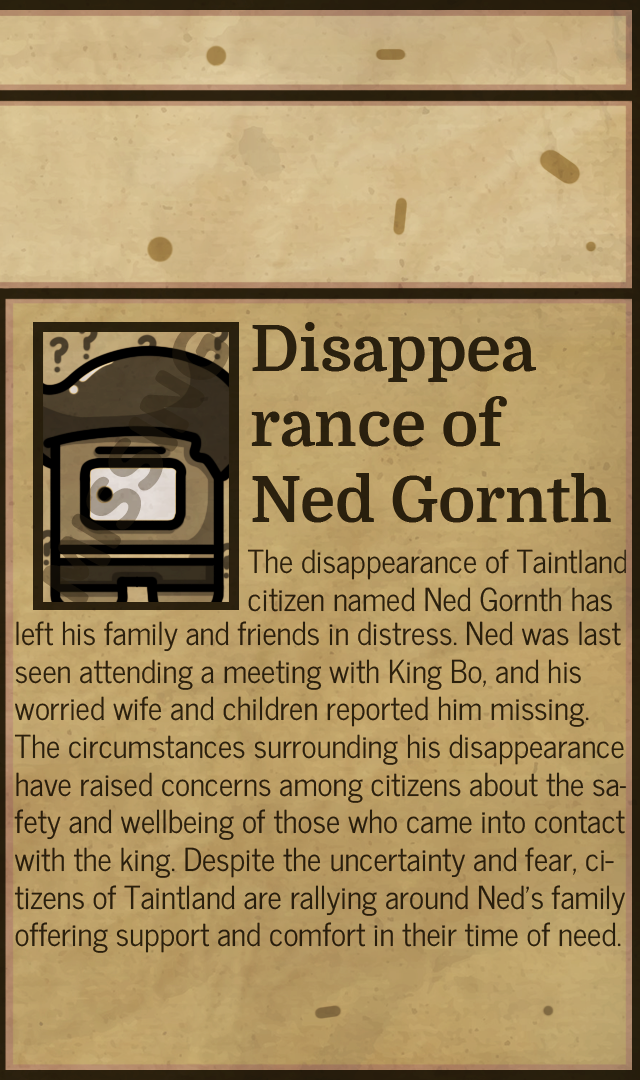 MISSING
Disappea
rance of
Ned Gornth
The disappearance of Taintland
citizen named Ned Gornth has
left his family and friends in distress. Ned was last
seen attending a meeting with King Bo, and his
worried wife and children reported him missing.
The circumstances surrounding his disappearance
have raised concerns among citizens about the sa-
fety and wellbeing of those who came into contact
with the king. Despite the uncertainty and fear, ci-
tizens of Taintland are rallying around Ned's family
offering support and comfort in their time of need.